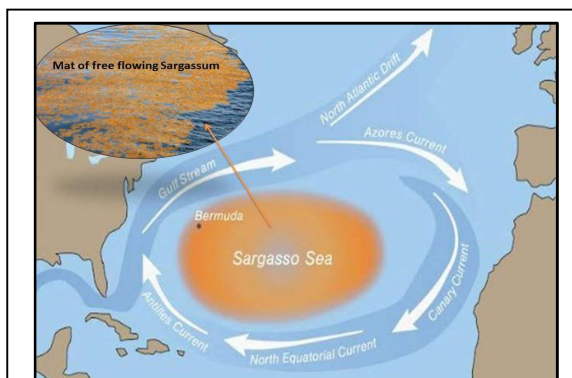 Mat of free flowing Sargassum
North Atlantic Drift
Azores Current
Gulf Stream
Bermuda
Sargasso Sea
Canary Current
Antilles Current
North Equatorial Current